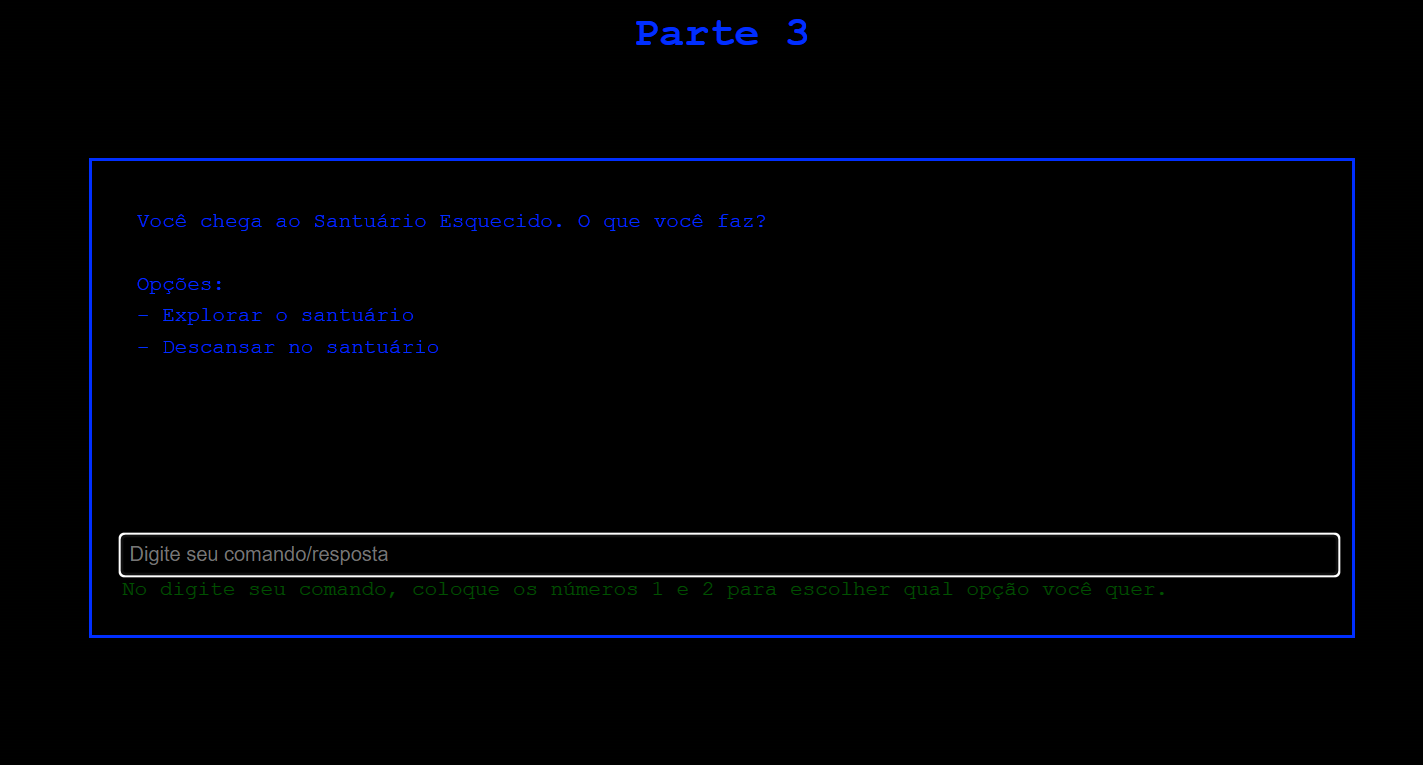 Parte 3
Você chega ao Santuário Esquecido. O que você faz?
Opções:
- Explorar o santuário
- Descansar no santuário
Digite seu comando/resposta
No digite seu comando, coloque os números 1 e 2 para escolher qual opção você quer.